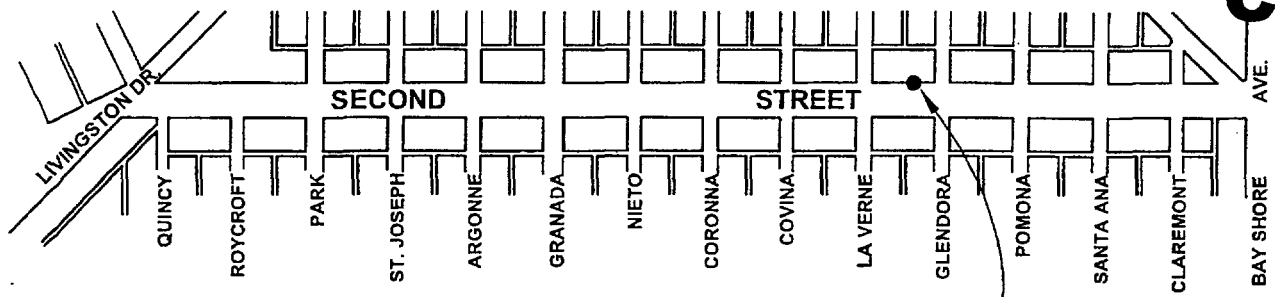 LIVINGSTON DR.
SECOND STREET
QUINCY
ROYCROFT
PARK
ST. JOSEPH
ARGONNE
GRANADA
NIETO
CORONNA
COVINA
LA VERNE
GLENDORA
POMONA
SANTA ANA
CLAREMONT
BAY SHORE AVE.